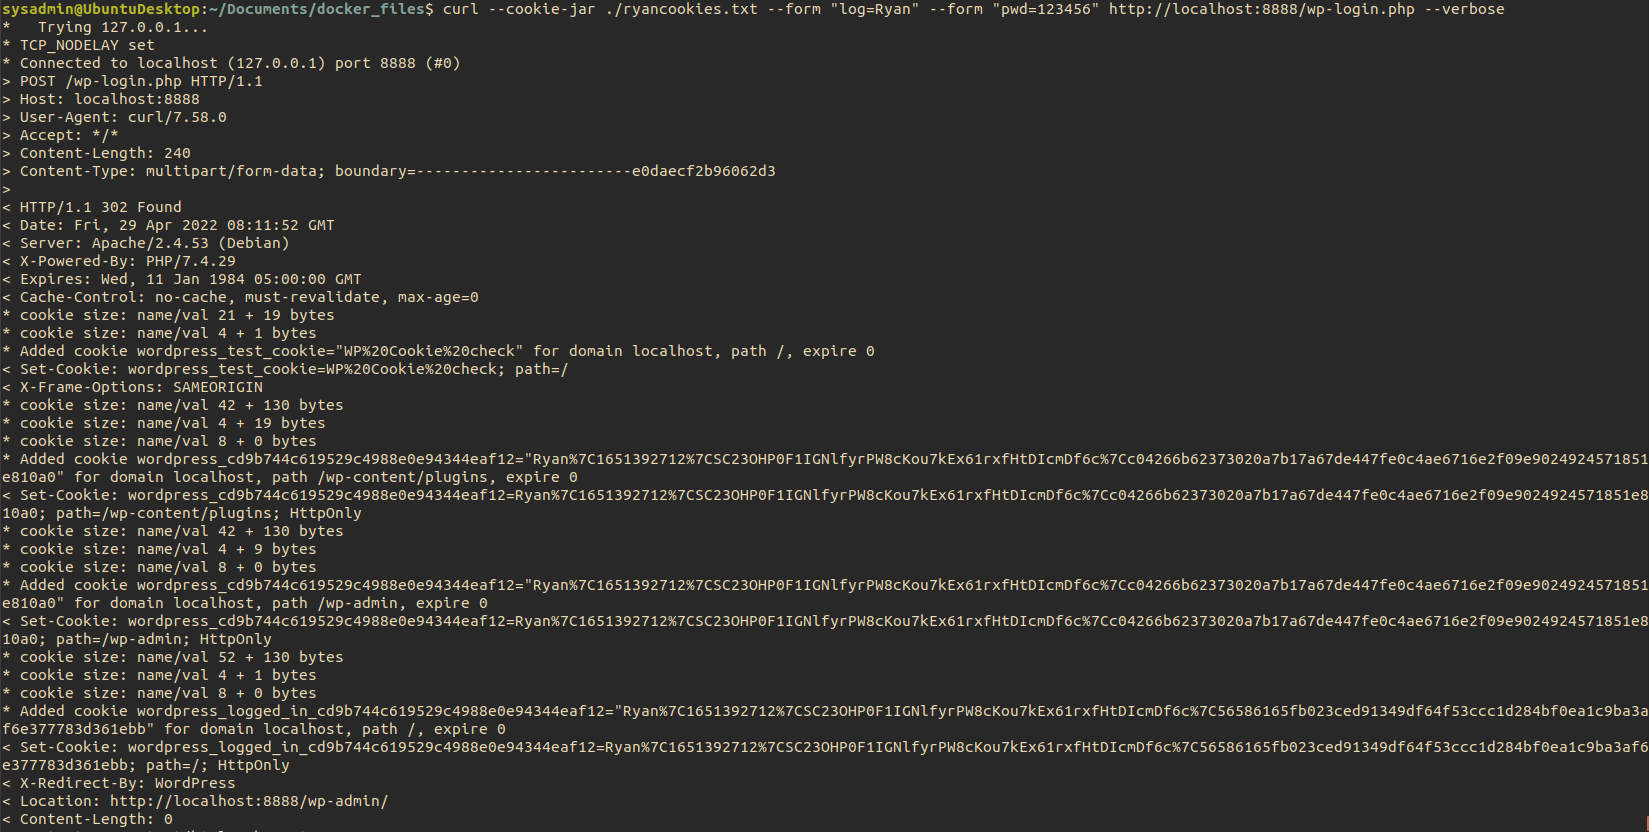 sysadmin@UbuntuDesktop:~/Documents/docker_files$ curl --cookie-jar ./ryancookies.txt --form "log=Ryan" --form "pwd=123456" http://localhost:8888/wp-login.php --verbose
*   Trying 127.0.0.1...
* TCP_NODELAY set
* Connected to localhost (127.0.0.1) port 8888 (#0)
> POST /wp-login.php HTTP/1.1
> Host: localhost:8888
> User-Agent: curl/7.58.0
> Accept: */*
> Content-Length: 240
> Content-Type: multipart/form-data; boundary=------------------------e0daecf2b96062d3
>
< HTTP/1.1 302 Found
< Date: Fri, 29 Apr 2022 08:11:52 GMT
< Server: Apache/2.4.53 (Debian)
< X-Powered-By: PHP/7.4.29
< Expires: Wed, 11 Jan 1984 05:00:00 GMT
< Cache-Control: no-cache, must-revalidate, max-age=0
* cookie size: name/val 21 + 19 bytes
* cookie size: name/val 4 + 1 bytes
* Added cookie wordpress_test_cookie="WP%20Cookie%20check" for domain localhost, path /, expire 0
< Set-Cookie: wordpress_test_cookie=WP%20Cookie%20check; path=/
< X-Frame-Options: SAMEORIGIN
* cookie size: name/val 42 + 130 bytes
* cookie size: name/val 4 + 19 bytes
* cookie size: name/val 8 + 0 bytes
* Added cookie wordpress_cd9b744c619529c4988e0e94344eaf12="Ryan%7C1651392712%7CSC23OHP0F1IGNlfyrPW8cKou7kEx61rxfHtDIcmDf6c%7Cc04266b62373020a7b17a67de447fe0c4ae6716e2f09e9024924571851
e810a0" for domain localhost, path /wp-content/plugins, expire 0
< Set-Cookie: wordpress_cd9b744c619529c4988e0e94344eaf12=Ryan%7C1651392712%7CSC23OHP0F1IGNlfyrPW8cKou7kEx61rxfHtDIcmDf6c%7Cc04266b62373020a7b17a67de447fe0c4ae6716e2f09e9024924571851e8
10a0; path=/wp-content/plugins; HttpOnly
* cookie size: name/val 42 + 130 bytes
* cookie size: name/val 4 + 9 bytes
* cookie size: name/val 8 + 0 bytes
* Added cookie wordpress_cd9b744c619529c4988e0e94344eaf12="Ryan%7C1651392712%7CSC23OHP0F1IGNlfyrPW8cKou7kEx61rxfHtDIcmDf6c%7Cc04266b62373020a7b17a67de447fe0c4ae6716e2f09e9024924571851
e810a0" for domain localhost, path /wp-admin, expire 0
< Set-Cookie: wordpress_cd9b744c619529c4988e0e94344eaf12=Ryan%7C1651392712%7CSC23OHP0F1IGNlfyrPW8cKou7kEx61rxfHtDIcmDf6c%7Cc04266b62373020a7b17a67de447fe0c4ae6716e2f09e9024924571851e8
10a0; path=/wp-admin; HttpOnly
* cookie size: name/val 52 + 130 bytes
* cookie size: name/val 4 + 1 bytes
* cookie size: name/val 8 + 0 bytes
* Added cookie wordpress_logged_in_cd9b744c619529c4988e0e94344eaf12="Ryan%7C1651392712%7CSC23OHP0F1IGNlfyrPW8cKou7kEx61rxfHtDIcmDf6c%7C56586165fb023ced91349df64f53ccc1d284bf0ea1c9ba3a
f6e377783d361ebb" for domain localhost, path /, expire 0
< Set-Cookie: wordpress_logged_in_cd9b744c619529c4988e0e94344eaf12=Ryan%7C1651392712%7CSC23OHP0F1IGNlfyrPW8cKou7kEx61rxfHtDIcmDf6c%7C56586165fb023ced91349df64f53ccc1d284bf0ea1c9ba3af6
e377783d361ebb; path=/; HttpOnly
< X-Redirect-By: WordPress
< Location: http://localhost:8888/wp-admin/
< Content-Length: 0